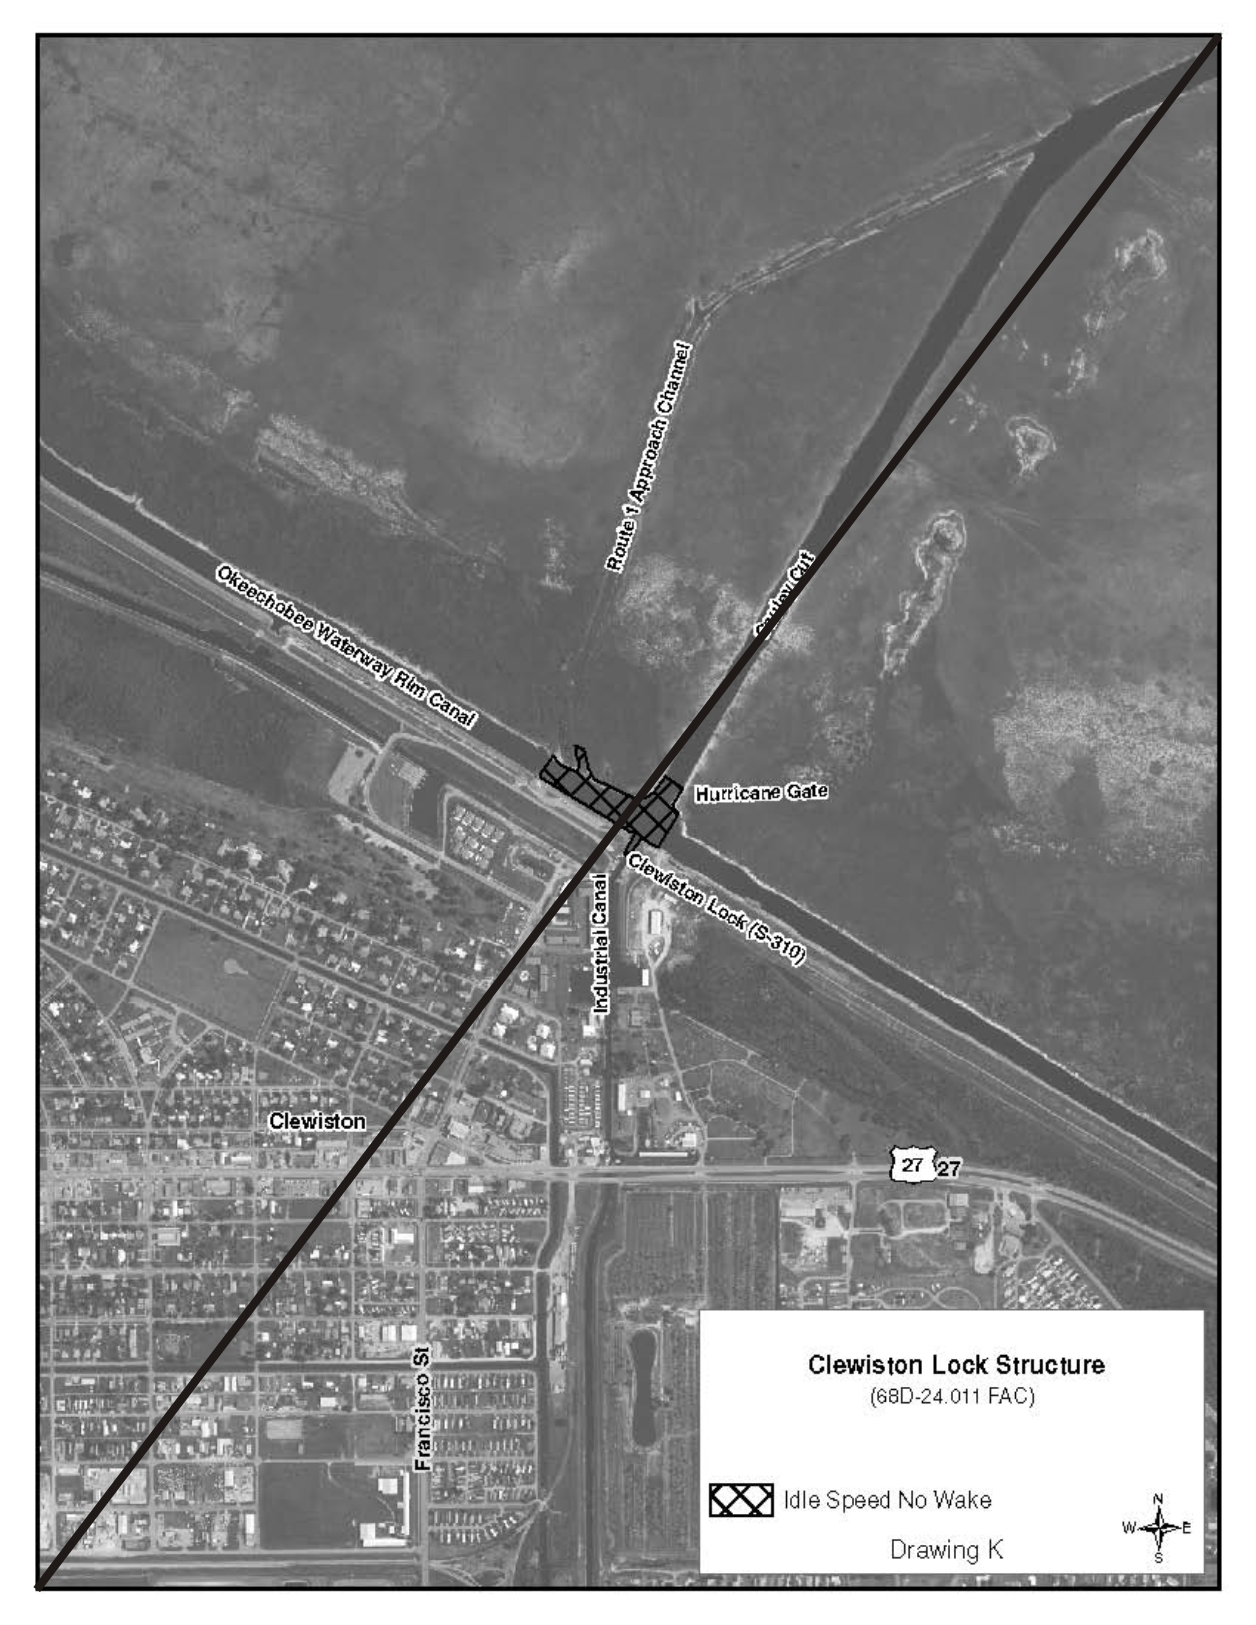 Route 1 Approach Channel
Cut
Okeechobee Waterway Rim Canal
Hurricane Gate
Clewiston Lock (S-310)
Industrial Canal
Clewiston
27
27
Francisco St
Clewiston Lock Structure
(68D-24.011 FAC)
Idle Speed No Wake
Drawing K
N
W
E
S